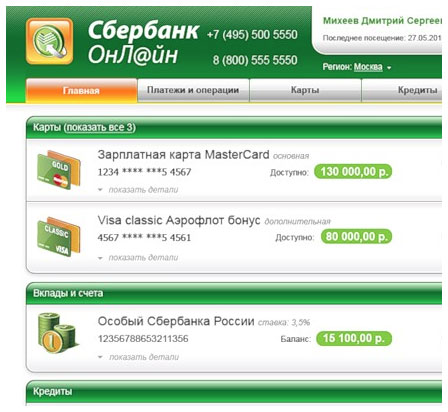 Сбербанк
ОнЛ@йн
+7 (495) 500 5550
8 (800) 555 5550
Михеев Дмитрий Сергее
Последнее посещение: 27.05.201
Регион: Москва
Главная
Платежи и операции
Карты
Кредиты
Карты (показать все 3)
GOLD
Зарплатная карта MasterCard основная
1234 **** ***5 4567
Доступно: 130 000,00 р.
показать детали
CLASSIC
VISA
Visa classic Аэрофлот бонус дополнительная
4567 **** ***5 4561
Доступно: 80 000,00 р.
показать детали
Вклады и счета
1
Особый Сбербанка России ставка: 3,5%
12356788653211356
Баланс: 15 100,00 р.
показать детали
Кредиты